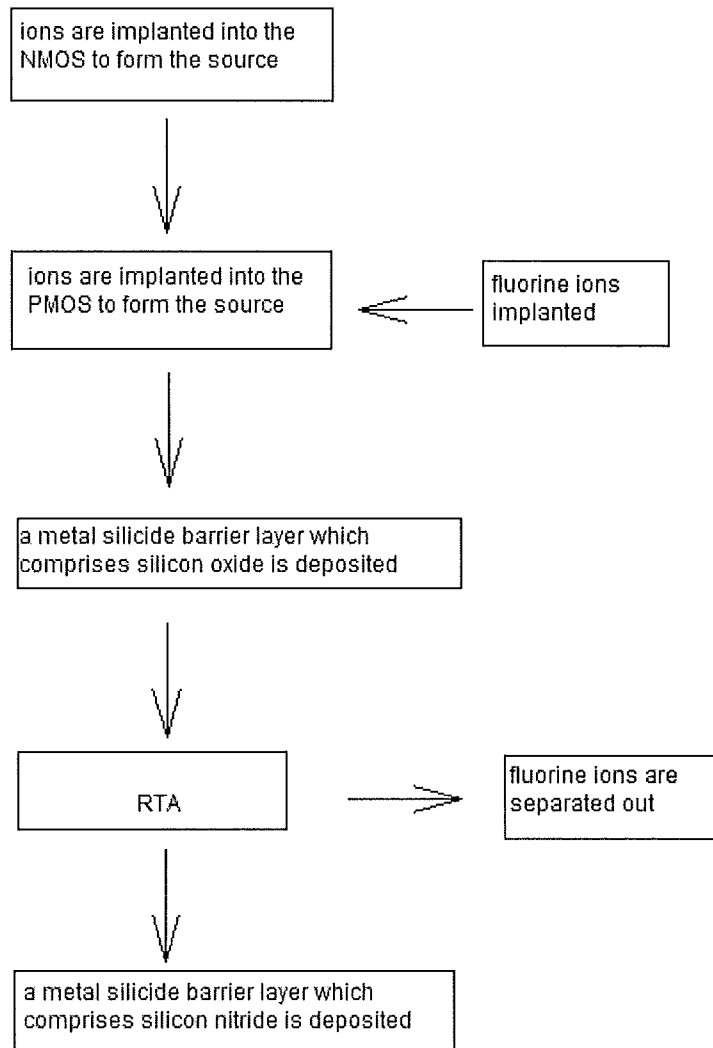 ions are implanted into the
NMOS to form the source
ions are implanted into the
PMOS to form the source
fluorine ions
implanted
a metal silicide barrier layer which
comprises silicon oxide is deposited
RTA
fluorine ions are
separated out
a metal silicide barrier layer which
comprises silicon nitride is deposited